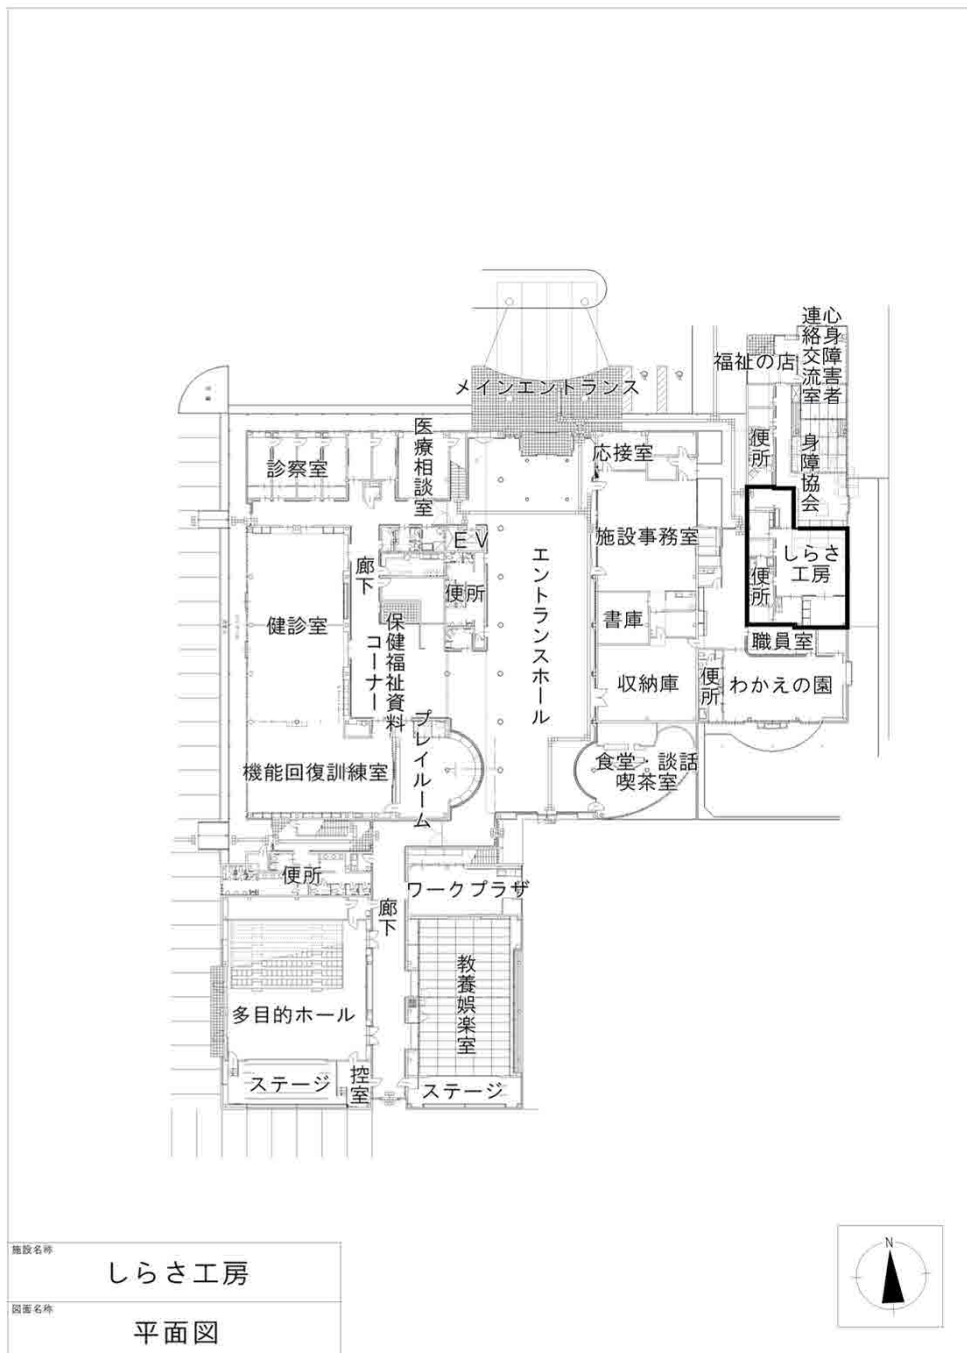 心身障害者
連絡交流室
福祉の店
メインエントランス
医療相談室
応接室
便所
身障協会
診察室
EV
施設事務室
エントランスホール
しらさ
工房
廊下
便所
便所
書庫
健診室
保健福祉資料
コーナー
職員室
収納庫
便所
わかえの園
プレイルーム
食堂・談話
喫茶室
機能回復訓練室
便所
ワークプラザ
廊下
教養娯楽室
多目的ホール
控室
ステージ
ステージ
N
施設名称
しらさ工房
図面名称
平面図